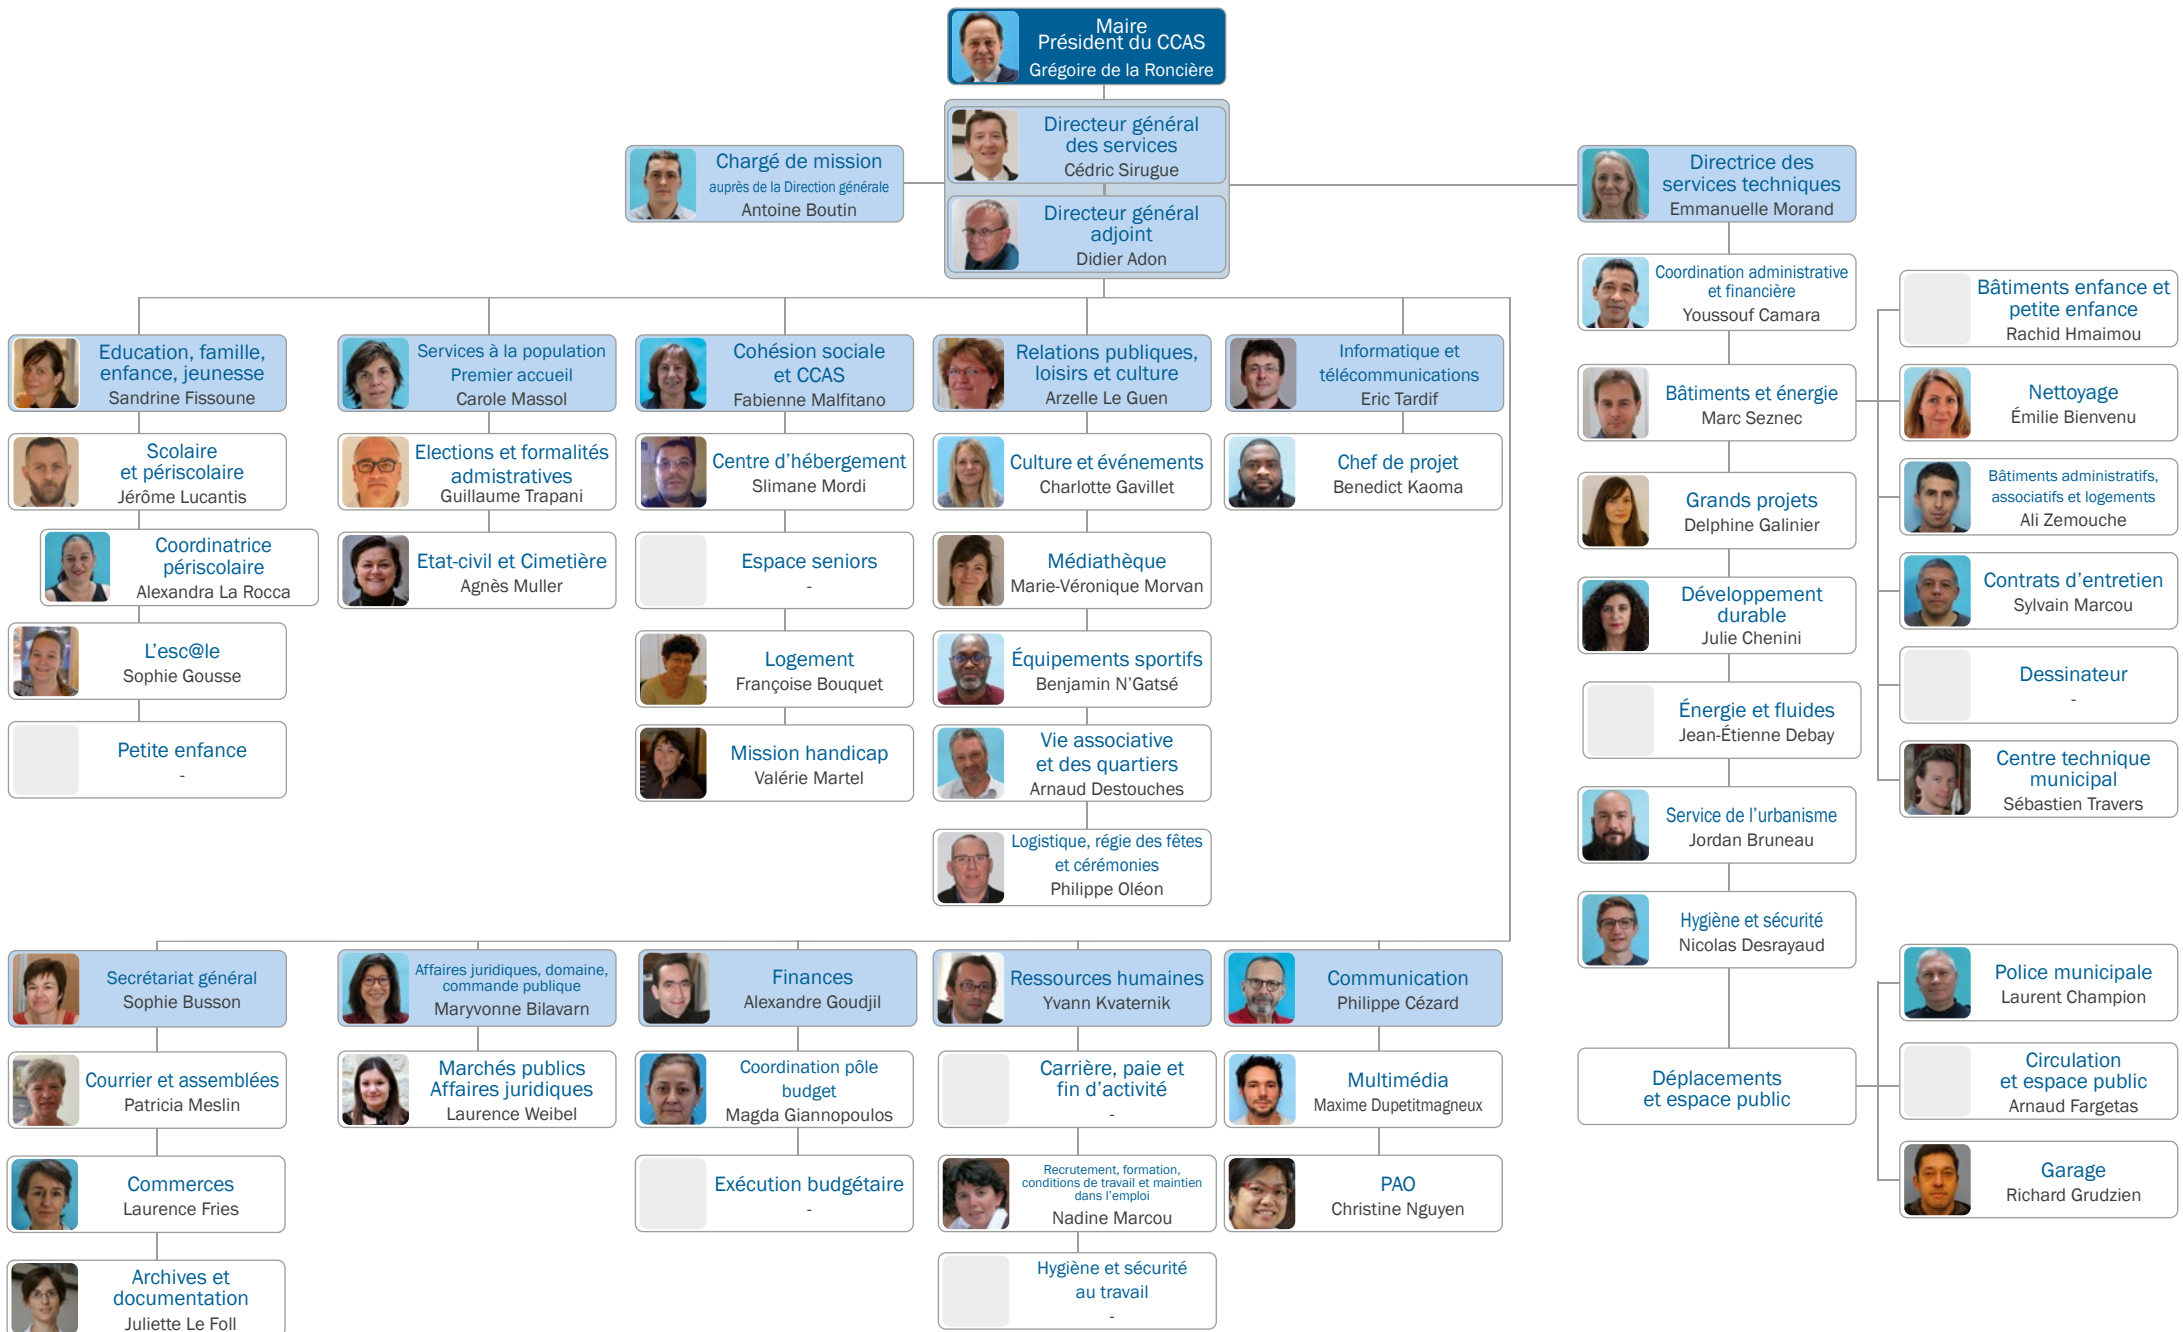 Maire
Président du CCAS
Grégoire de la Roncière
Directeur général
des services
Cédric Sirugue
Directeur général
adjoint
Didier Adon
Chargé de mission
auprès de la Direction générale
Antoine Boutin
Directrice des
services techniques
Emmanuelle Morand
Education, famille,
enfance, jeunesse
Sandrine Fissoune
Scolaire
et périscolaire
Jérôme Lucantis
Coordinatrice
périscolaire
Alexandra La Rocca
L'esc@le
Sophie Gousse
Petite enfance
-
Services à la population
Premier accueil
Carole Massol
Elections et formalités
admistratives
Guillaume Trapani
Etat-civil et Cimetière
Agnès Muller
Cohésion sociale
et CCAS
Fabienne Malfitano
Centre d'hébergement
Slimane Mordi
Espace seniors
-
Logement
Françoise Bouquet
Mission handicap
Valérie Martel
Relations publiques,
loisirs et culture
Arzelle Le Guen
Culture et événements
Charlotte Gavillet
Médiathèque
Marie-Véronique Morvan
Équipements sportifs
Benjamin N'Gatsé
Vie associative
et des quartiers
Arnaud Destouches
Logistique, régie des fêtes
et cérémonies
Philippe Oléon
Informatique et
télécommunications
Eric Tardif
Chef de projet
Benedict Kaoma
Coordination administrative
et financière
Youssouf Camara
Bâtiments et énergie
Marc Seznec
Grands projets
Delphine Galinier
Développement
durable
Julie Chenini
Énergie et fluides
Jean-Étienne Debay
Service de l'urbanisme
Jordan Bruneau
Hygiène et sécurité
Nicolas Desrayaud
Déplacements
et espace public
Bâtiments enfance et
petite enfance
Rachid Hmaimou
Nettoyage
Émilie Bienvenu
Bâtiments administratifs,
associatifs et logements
Ali Zemouche
Contrats d'entretien
Sylvain Marcou
Dessinateur
-
Centre technique
municipal
Sébastien Travers
Police municipale
Laurent Champion
Circulation
et espace public
Arnaud Fargetas
Garage
Richard Grudzien
Secrétariat général
Sophie Busson
Courrier et assemblées
Patricia Meslin
Commerces
Laurence Fries
Archives et
documentation
Juliette Le Foll
Affaires juridiques, domaine,
commande publique
Maryvonne Bilavarn
Marchés publics
Affaires juridiques
Laurence Weibel
Finances
Alexandre Goudjil
Coordination pôle
budget
Magda Giannopoulos
Exécution budgétaire
-
Ressources humaines
Yvann Kvaternik
Carrière, paie et
fin d'activité
-
Recrutement, formation,
conditions de travail et maintien
dans l'emploi
Nadine Marcou
Hygiène et sécurité
au travail
-
Communication
Philippe Cézard
Multimédia
Maxime Dupetitmagneux
PAO
Christine Nguyen